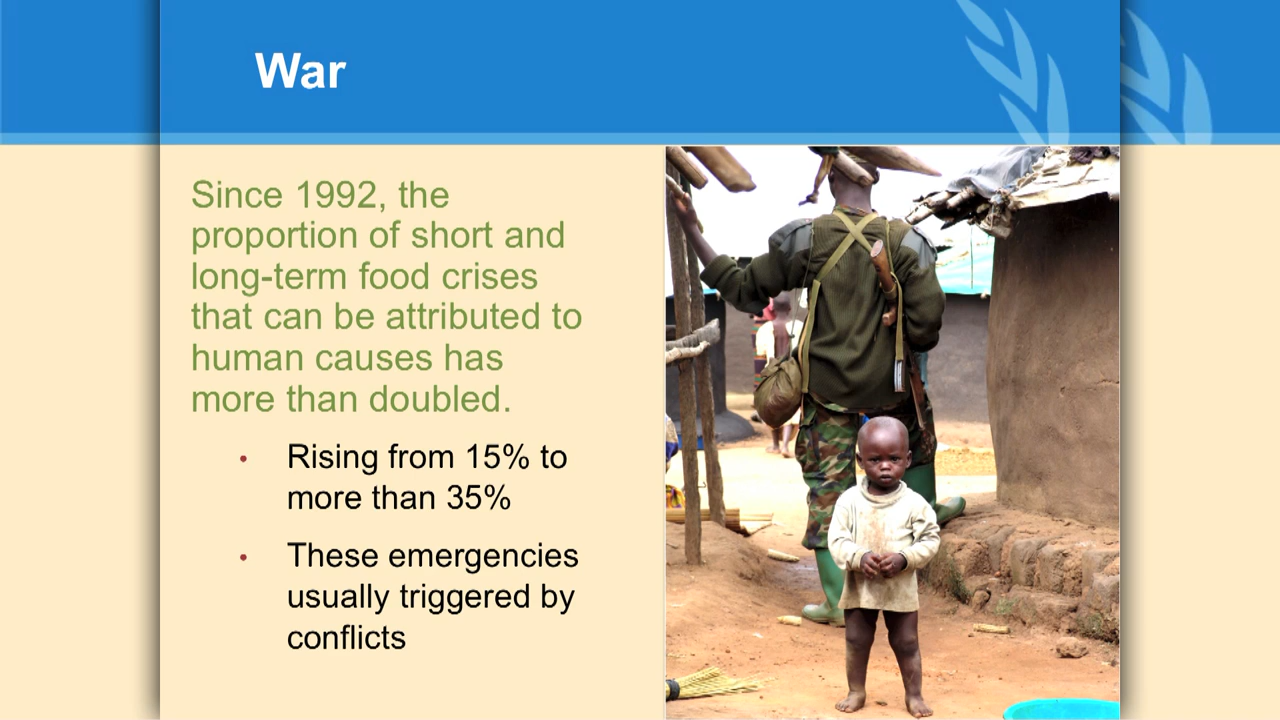 War
Since 1992, the
proportion of short and
long-term food crises
that can be attributed to
human causes has
more than doubled.
• Rising from 15% to
more than 35%
• These emergencies
usually triggered by
conflicts